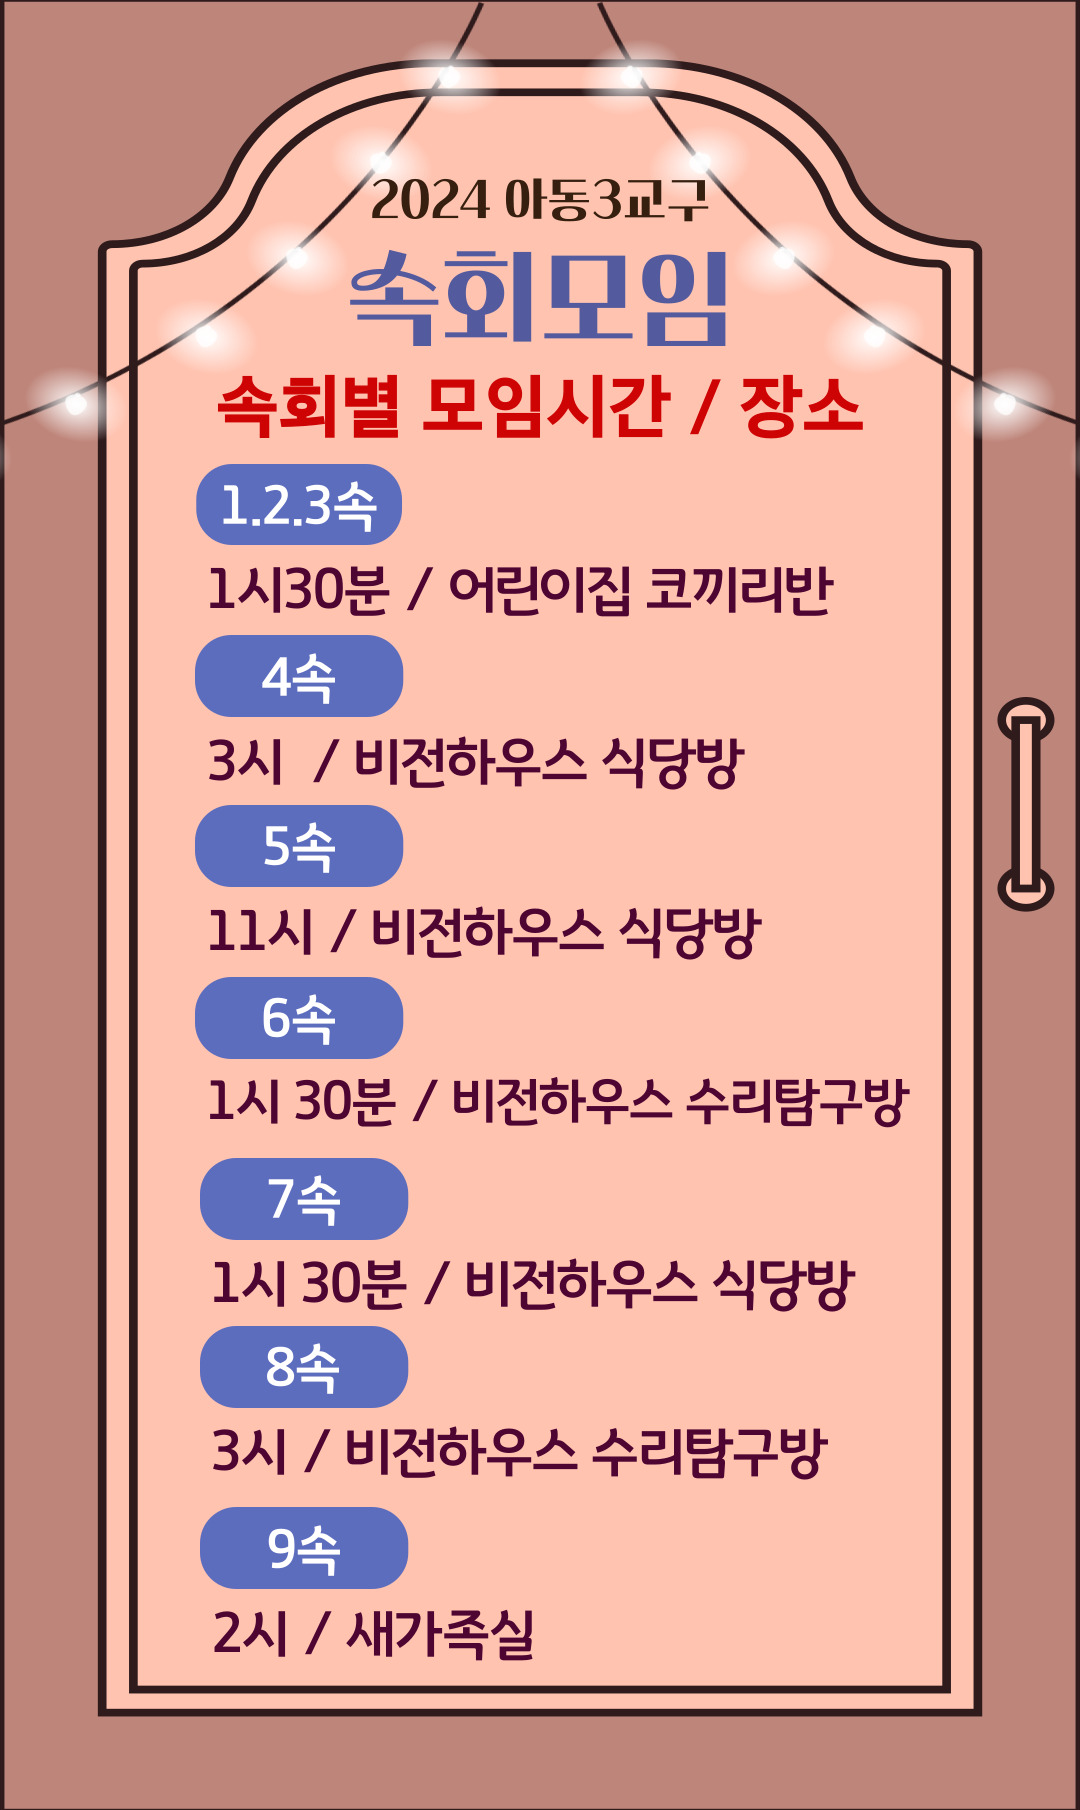 2024 아동3교구
속회모임
속회별 모임시간 / 장소
1.2.3속
1시30분 / 어린이집 코끼리반
4속
3시 / 비전하우스 식당방
5속
11시 / 비전하우스 식당방
6속
1시 30분 / 비전하우스 수리탐구방
7속
1시 30분 / 비전하우스 식당방
8속
3시 / 비전하우스 수리탐구방
9속
2시 / 새가족실